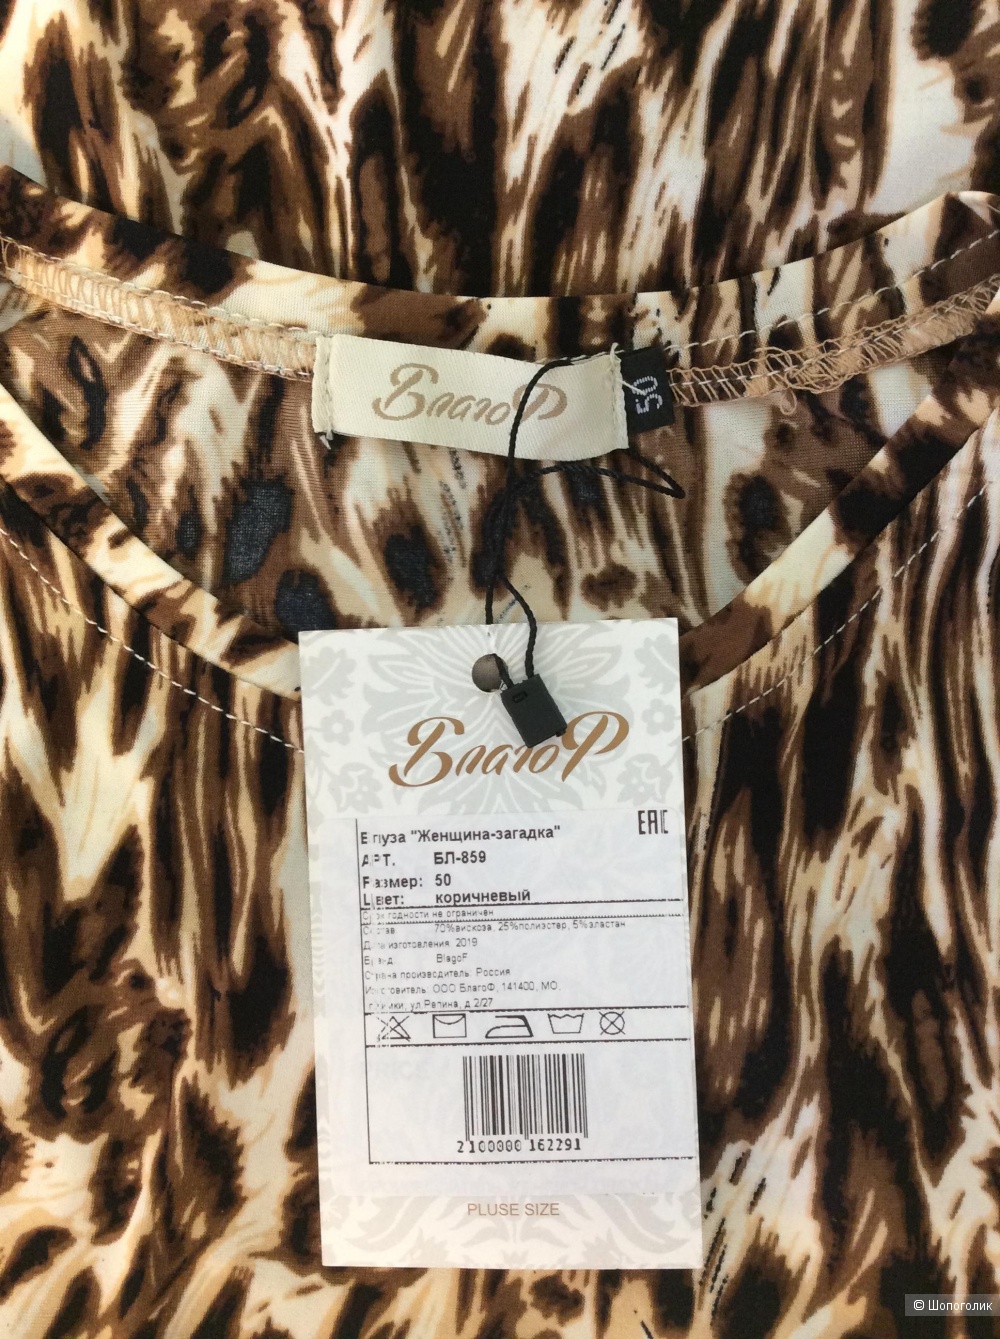 БлагоФ
50
БлагоФ
Блуза "Женщина-загадка"
EAC
АРТ. БЛ-859
Размер: 50
Цвет: коричневый
Срок годности не ограничен
Состав 70%вискоза, 25%полиэстер, 5%эластан
Дата изготовления 2019
Бренд BlagoF
Страна производитель: Россия
Изготовитель: ООО БлагоФ, 141400, МО,
Химки, ул.Репина, д.2/27
2100000 162291
PLUSE SIZE
© Шопоголик